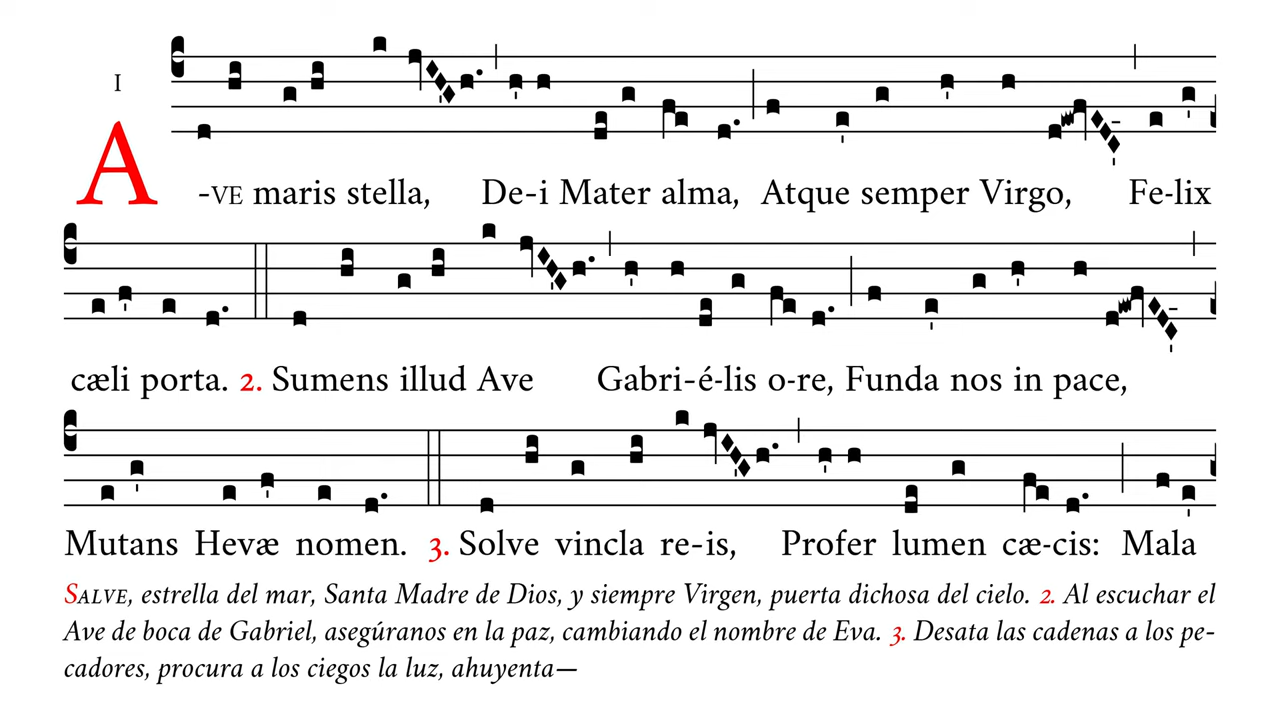 I
A-VE maris stella, De-i Mater alma, Atque semper Virgo, Fe-lix
cæli porta. 2. Sumens illud Ave Gabri-é-lis o-re, Funda nos in pace,
Mutans Hevæ nomen. 3. Solve vincla re-is, Profer lumen cæ-cis: Mala
SALVE, estrella del mar, Santa Madre de Dios, y siempre Virgen, puerta dichosa del cielo. 2. Al escuchar el
Ave de boca de Gabriel, asegúranos en la paz, cambiando el nombre de Eva. 3. Desata las cadenas a los pe-
cadores, procura a los ciegos la luz, ahuyenta—